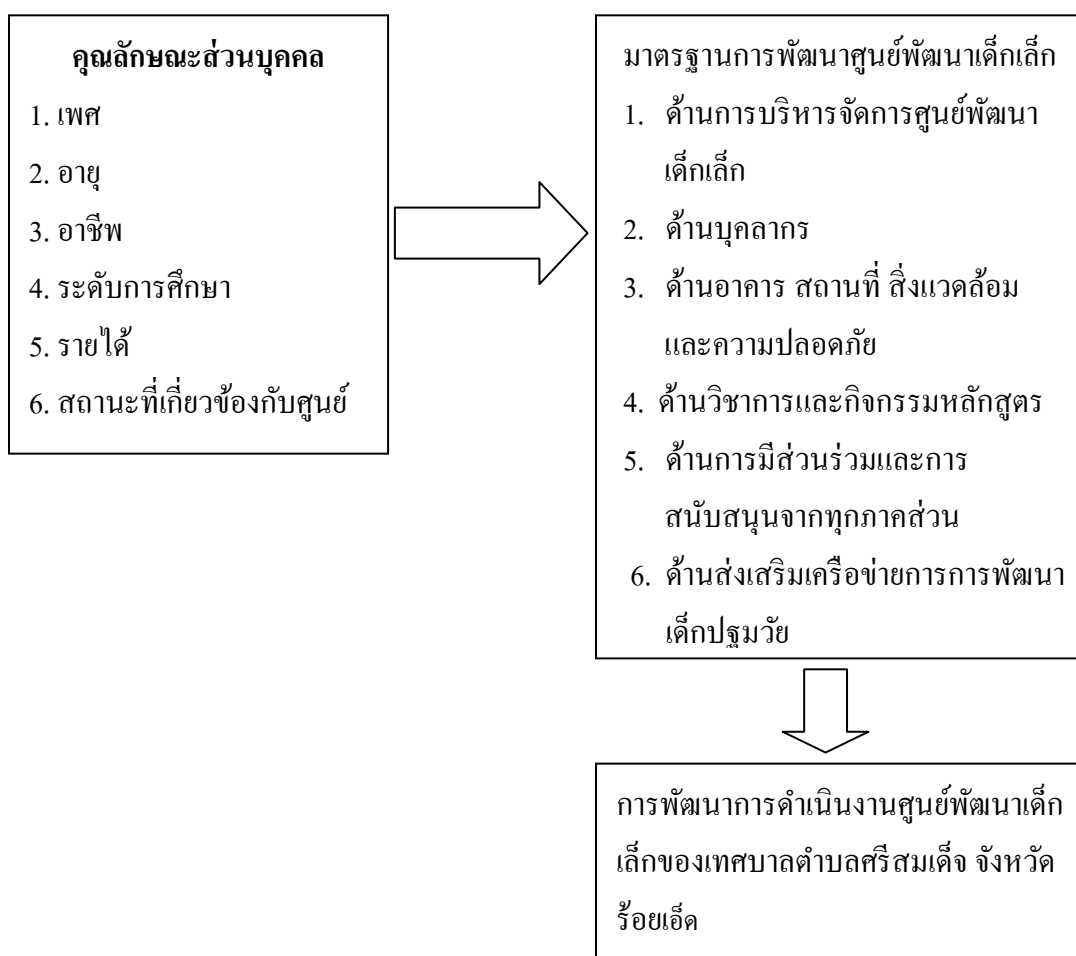 คุณลักษณะส่วนบุคคล
1. เพศ
2. อายุ
3. อาชีพ
4. ระดับการศึกษา
5. รายได้
6. สถานะที่เกี่ยวข้องกับศูนย์
มาตรฐานการพัฒนาศูนย์พัฒนาเด็กเล็ก
1. ด้านการบริหารจัดการศูนย์พัฒนา
เด็กเล็ก
2. ด้านบุคลากร
3. ด้านอาคาร สถานที่ สิ่งแวดล้อม
และความปลอดภัย
4. ด้านวิชาการและกิจกรรมหลักสูตร
5. ด้านการมีส่วนร่วมและการ
สนับสนุนจากทุกภาคส่วน
6. ด้านส่งเสริมเครือข่ายการการพัฒนา
เด็กปฐมวัย
การพัฒนาการดำเนินงานศูนย์พัฒนาเด็ก
เล็กของเทศบาลตำบลศรีสมเด็จ จังหวัด
ร้อยเอ็ด